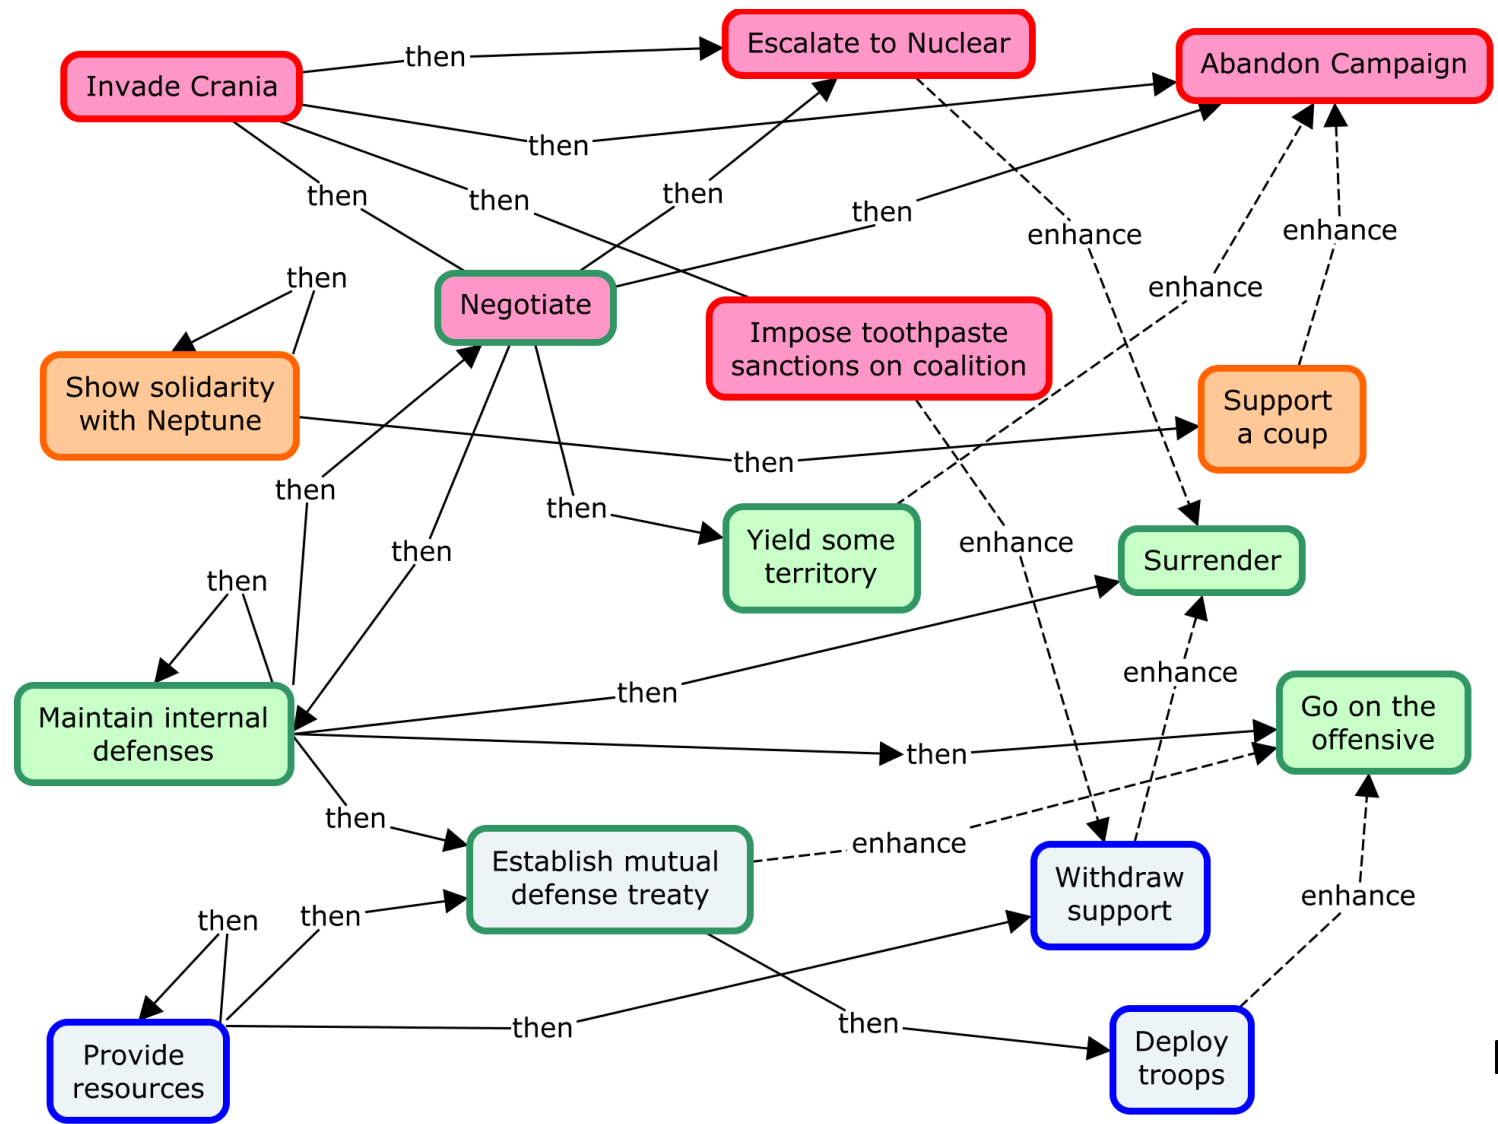 Escalate to Nuclear
Abandon Campaign
Invade Crania
then
then
then
then
then
then
enhance
enhance
then
enhance
Negotiate
Impose toothpaste
sanctions on coalition
Show solidarity
with Neptune
Support
a coup
then
then
then
enhance
then
Yield some
territory
Surrender
then
enhance
then
Maintain internal
defenses
Go on the
offensive
then
then
enhance
Establish mutual
defense treaty
Withdraw
support
enhance
then
then
then
then
Provide
resources
Deploy
troops